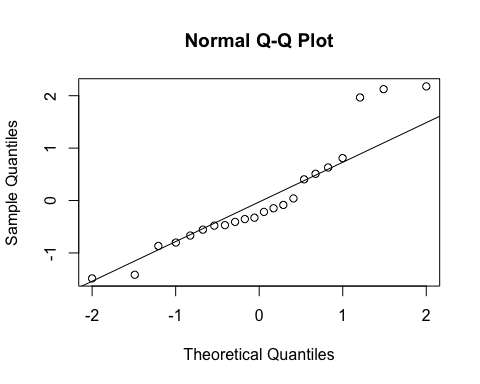 Normal Q-Q Plot
Sample Quantiles
2
1
0
-1
-2 -1 0 1 2
Theoretical Quantiles